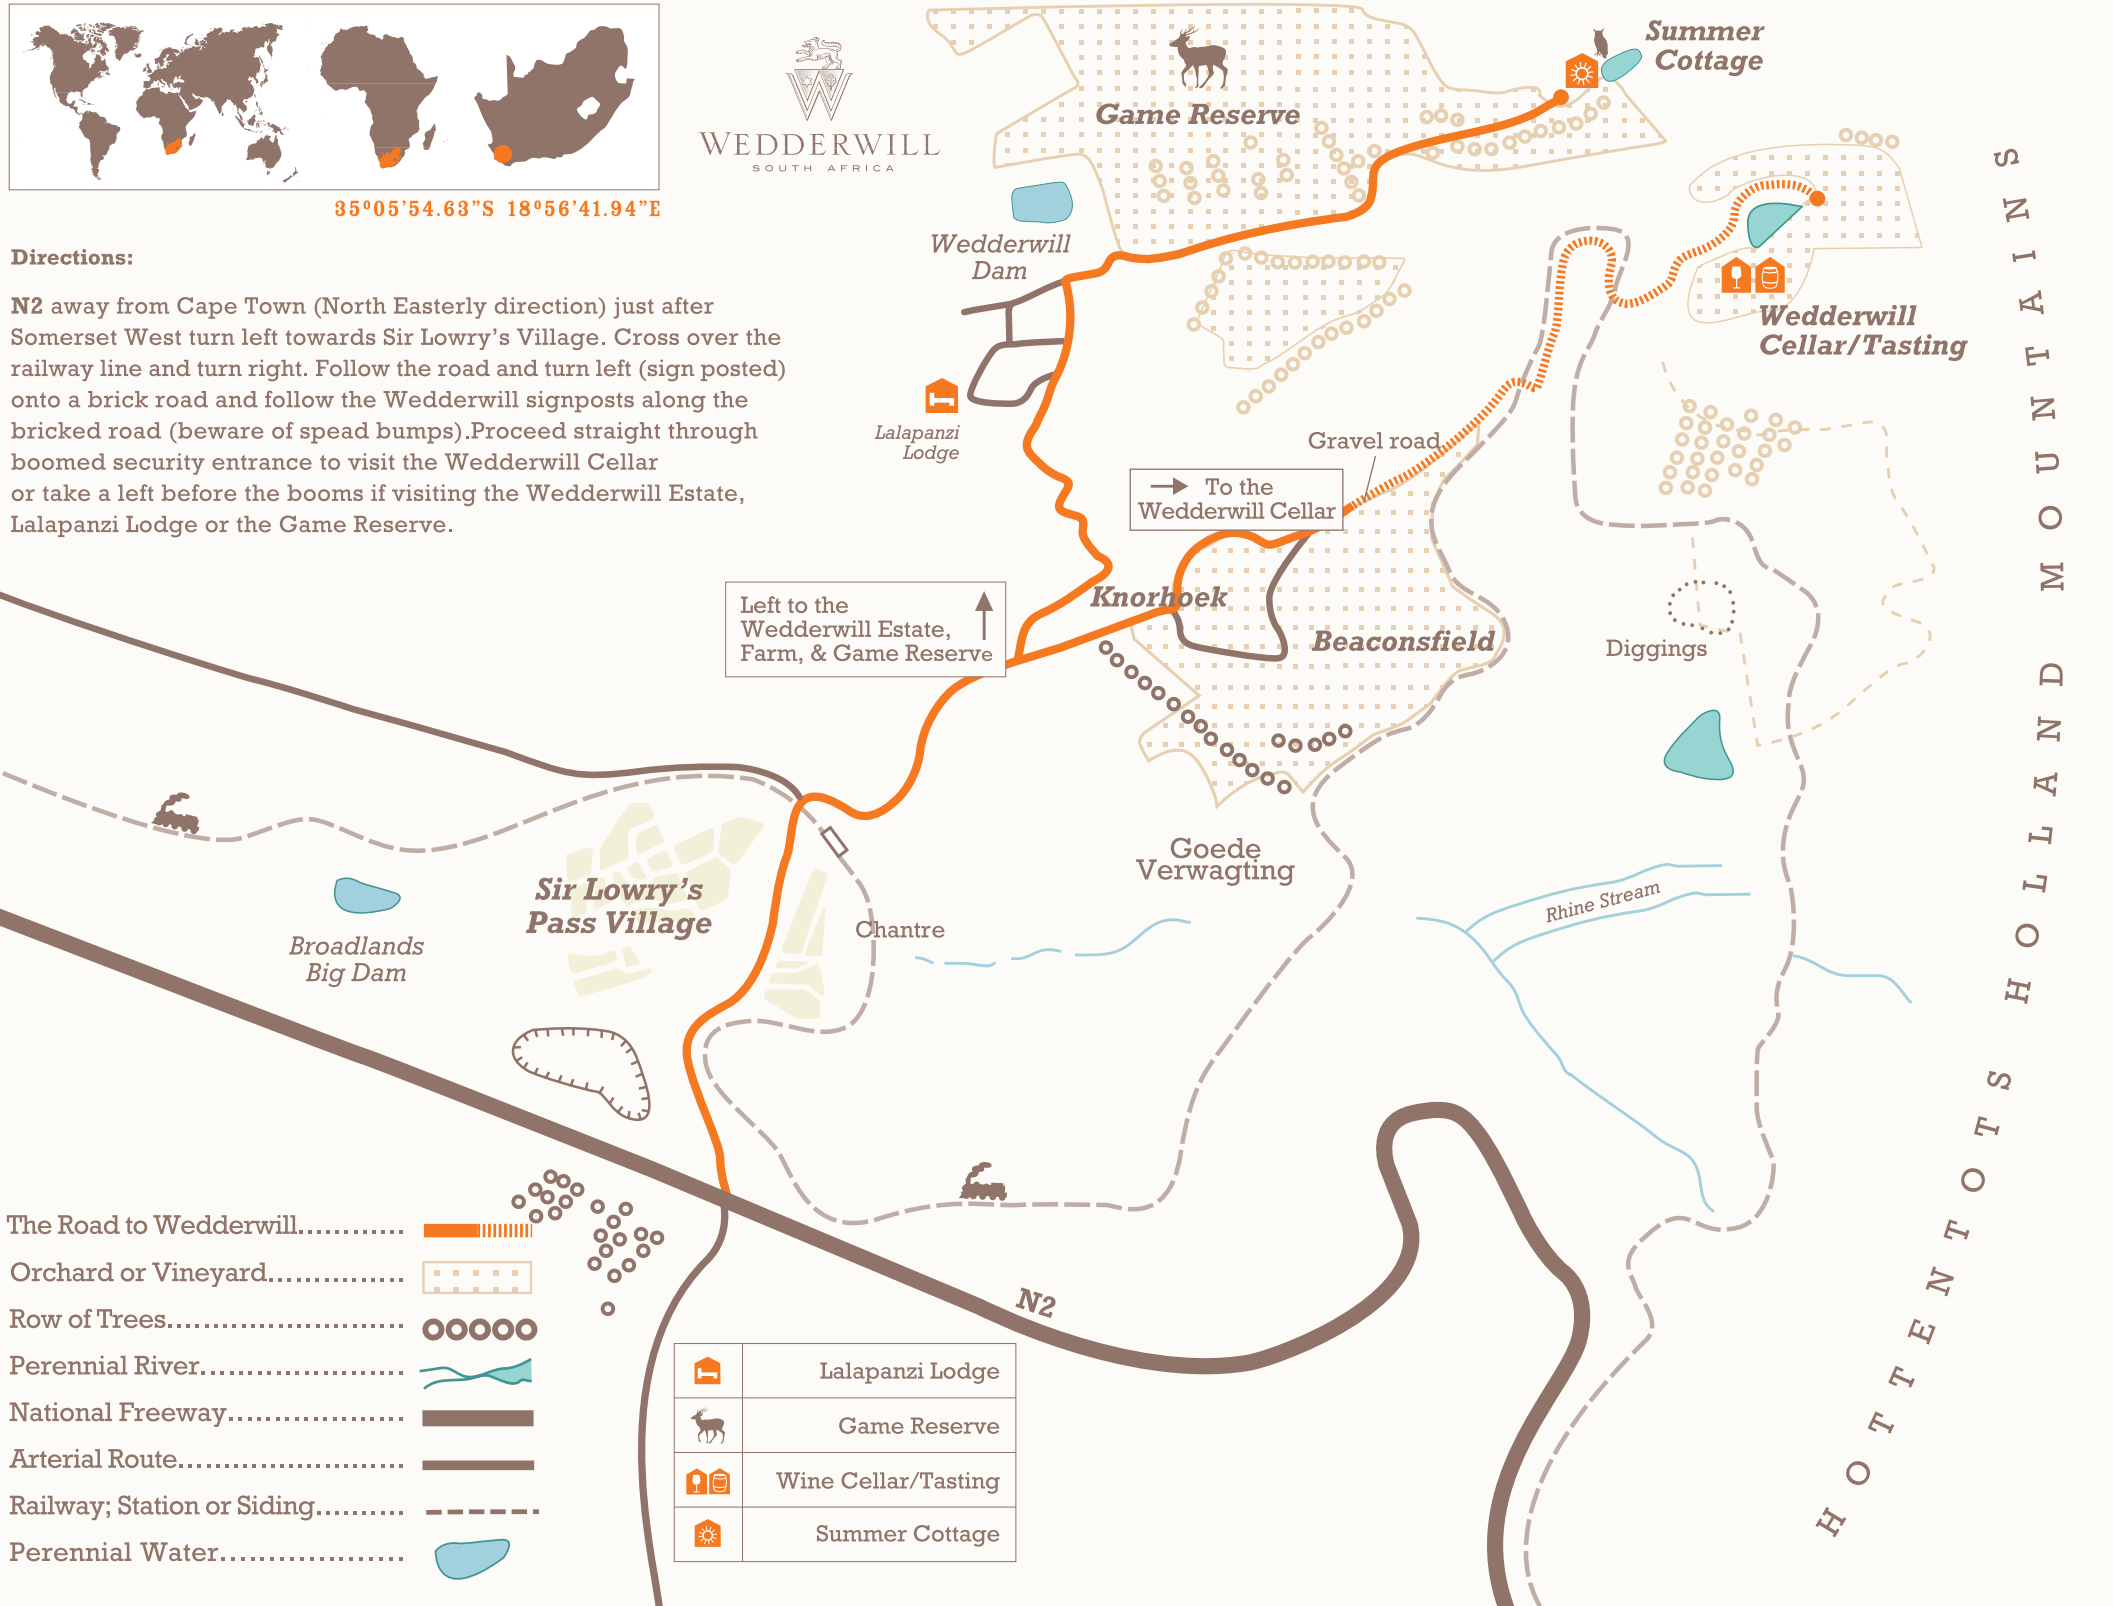 WEDDERWILL
SOUTH AFRICA
35º05’54.63”S 18º56’41.94”E
Directions:
N2 away from Cape Town (North Easterly direction) just after
Somerset West turn left towards Sir Lowry’s Village. Cross over the
railway line and turn right. Follow the road and turn left (sign posted)
onto a brick road and follow the Wedderwill signposts along the
bricked road (beware of spead bumps).Proceed straight through
boomed security entrance to visit the Wedderwill Cellar
or take a left before the booms if visiting the Wedderwill Estate,
Lalapanzi Lodge or the Game Reserve.
Game Reserve
Summer
Cottage
Wedderwill
Dam
Wedderwill
Cellar/Tasting
Lalapanzi
Lodge
Gravel road
To the
Wedderwill Cellar
Left to the
Wedderwill Estate,
Farm, & Game Reserve
Knorhoek
Beaconsfield
Diggings
Goede
Verwagting
Sir Lowry’s
Pass Village
Chantre
Broadlands
Big Dam
Rhine Stream
HOTTENTOTS HOLLAND MOUNTAINS
N2
The Road to Wedderwill..............
Orchard or Vineyard.................
Row of Trees..............................
Perennial River..........................
National Freeway......................
Arterial Route............................
Railway; Station or Siding...........
Perennial Water.......................
Lalapanzi Lodge
Game Reserve
Wine Cellar/Tasting
Summer Cottage